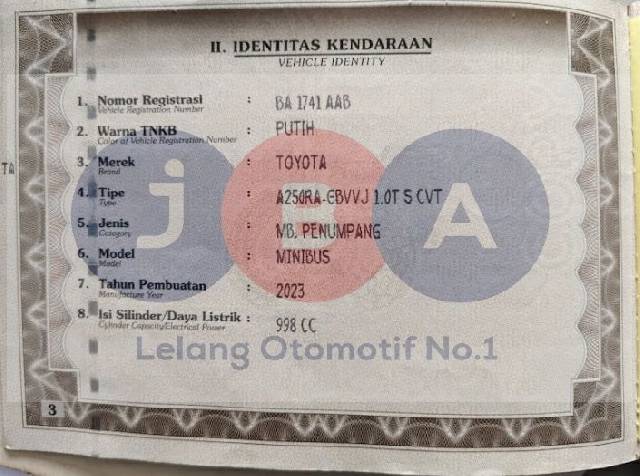 II. IDENTITAS KENDARAAN
VEHICLE IDENTITY
1. Nomor Registrasi : BA 1741 AAB
Vehicle Registration Number
2. Warna TNKB : PUTIH
Color of Vehicle Registration Number
3. Merek : TOYOTA
Brand
TA
4. Tipe : A250RA-GBVVJ 1.0T S CVT
Type
5. Jenis : MB. PENUMPANG
Category
6. Model : MINIBUS
Model
7. Tahun Pembuatan : 2023
Manufacture Year
8. Isi Silinder/Daya Listrik : 998 CC
Cylinder Capacity/Electrical Power
jBA
Lelang Otomotif No.1
3